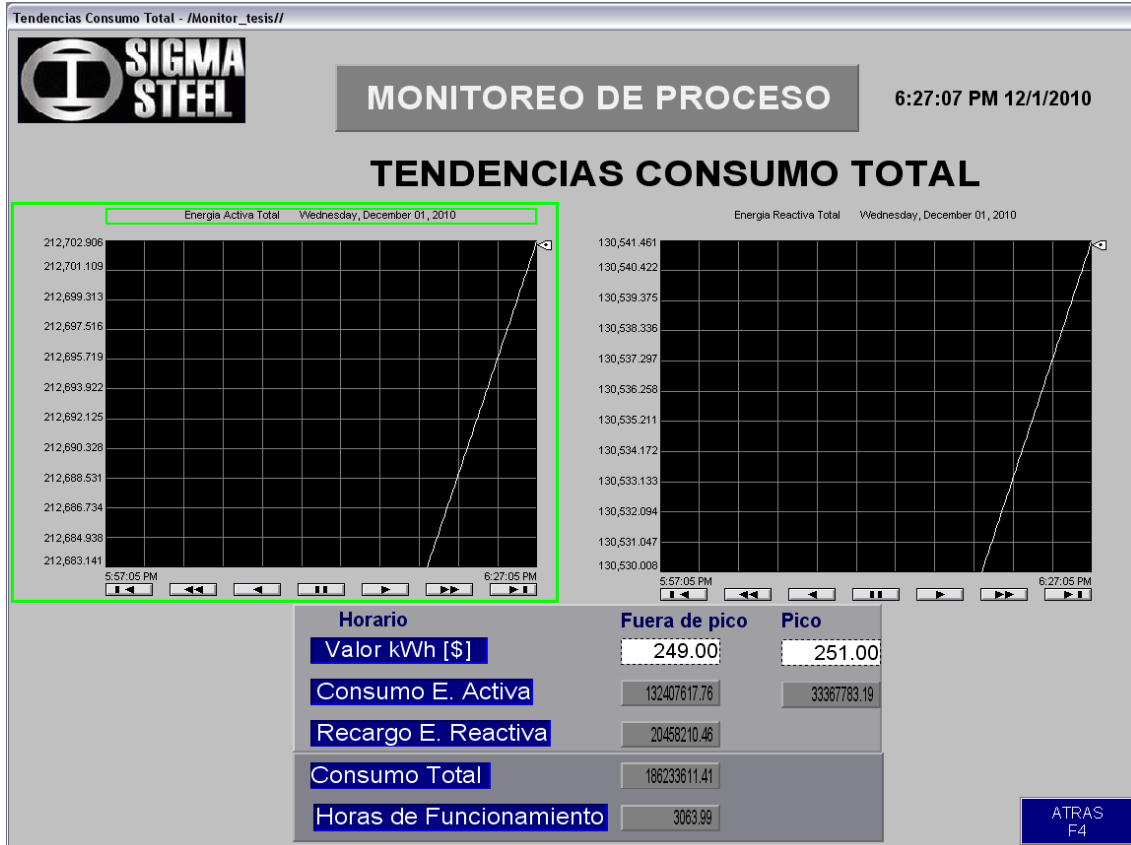 Tendencias Consumo Total - /Monitor_tesis//
SIGMA
STEEL
MONITOREO DE PROCESO
6:27:07 PM 12/1/2010
TENDENCIAS CONSUMO TOTAL
Energia Activa Total Wednesday, December 01, 2010
212,702.906
212,701.109
212,699.313
212,697.516
212,695.719
212,693.922
212,692.125
212,690.328
212,688.531
212,686.734
212,684.938
212,683.141
5:57:05 PM 6:27:05 PM
Energia Reactiva Total Wednesday, December 01, 2010
130,541.461
130,540.422
130,539.375
130,538.336
130,537.297
130,536.258
130,535.211
130,534.172
130,533.133
130,532.094
130,531.047
130,530.008
5:57:05 PM 6:27:05 PM
Horario Fuera de pico Pico
Valor kWh [$] 249.00 251.00
Consumo E. Activa 132407617.76 33367783.19
Recargo E. Reactiva 20458210.46
Consumo Total 186233611.41
Horas de Funcionamiento 3063.99
ATRAS
F4